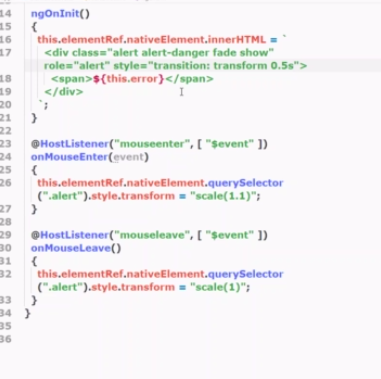 14 ngOnInit()
15 {
16 this.elementRef.nativeElement.innerHTML = `
17 <div class="alert alert-danger fade show"
role="alert" style="transition: transform 0.5s">
18 <span>${this.error}</span>
19 </div>
20 `;
21 }
22
23 @HostListener("mouseenter", [ "$event" ])
24 onMouseEnter(event)
25 {
26 this.elementRef.nativeElement.querySelector
(".alert").style.transform = "scale(1.1)";
27 }
28
29 @HostListener("mouseleave", [ "$event" ])
30 onMouseLeave()
31 {
32 this.elementRef.nativeElement.querySelector
(".alert").style.transform = "scale(1)";
33 }
34 }
35
36